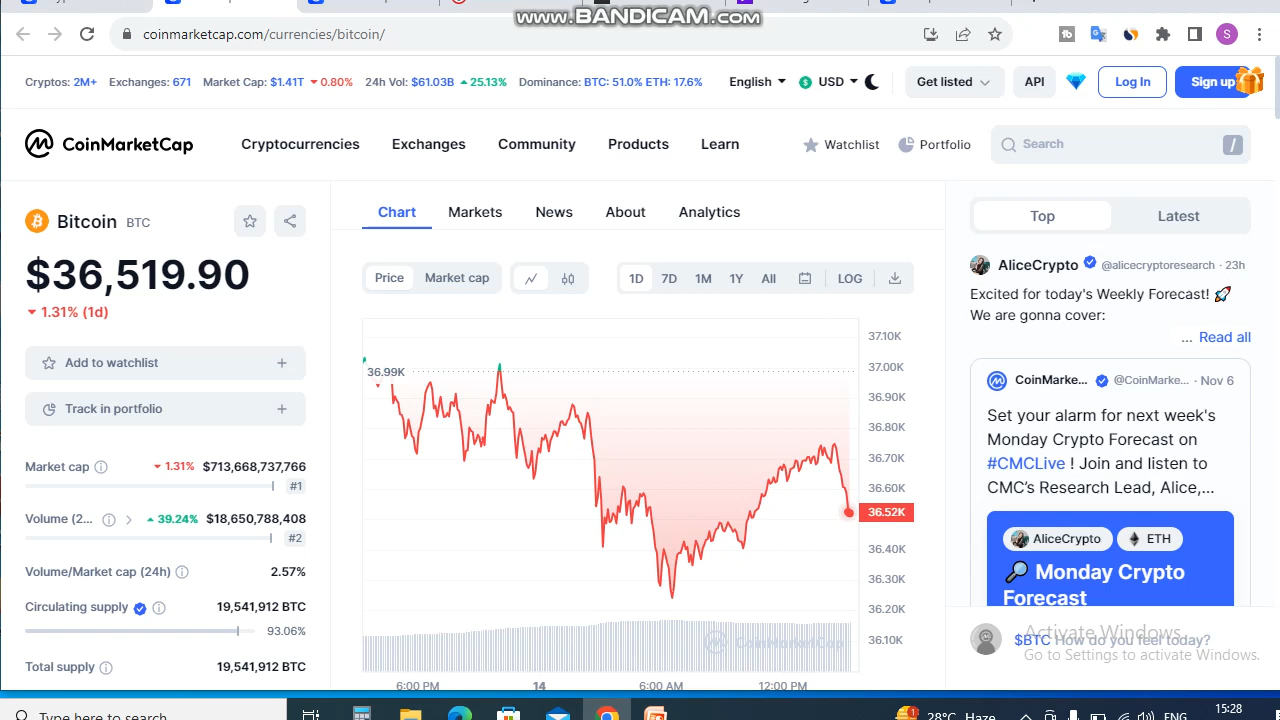 www.BANDICAM.com
coinmarketcap.com/currencies/bitcoin/
S
Cryptos: 2M+ Exchanges: 671 Market Cap: $1.41T 0.80% 24h Vol: $61.03B 25.13% Dominance: BTC: 51.0% ETH: 17.6% English USD Get listed API Log In Sign up
CoinMarketCap Cryptocurrencies Exchanges Community Products Learn Watchlist Portfolio Search /
Bitcoin BTC
$36,519.90
1.31% (1d)
Add to watchlist +
Track in portfolio +
Market cap 1.31% $713,668,737,766
#1
Volume (2... 39.24% $18,650,788,408
#2
Volume/Market cap (24h) 2.57%
Circulating supply 19,541,912 BTC
93.06%
Total supply 19,541,912 BTC
Chart Markets News About Analytics
Price Market cap 1D 7D 1M 1Y All LOG
37.10K
37.00K
36.99K
36.90K
36.80K
36.70K
36.60K
36.52K
36.40K
36.30K
36.20K
36.10K
CoinMarketCap
6:00 PM 14 6:00 AM 12:00 PM
Top Latest
AliceCrypto @alicecryptoresearch · 23h
Excited for today's Weekly Forecast! 🚀
We are gonna cover:
... Read all
CoinMarke... @CoinMarke... · Nov 6
Set your alarm for next week's
Monday Crypto Forecast on
#CMCLive ! Join and listen to
CMC's Research Lead, Alice,...
AliceCrypto ETH
🔎 Monday Crypto
Forecast
$BTC How do you feel today?
Activate Windows
Go to Settings to activate Windows.
Type here to search
28°C Haze
ENG
15:28